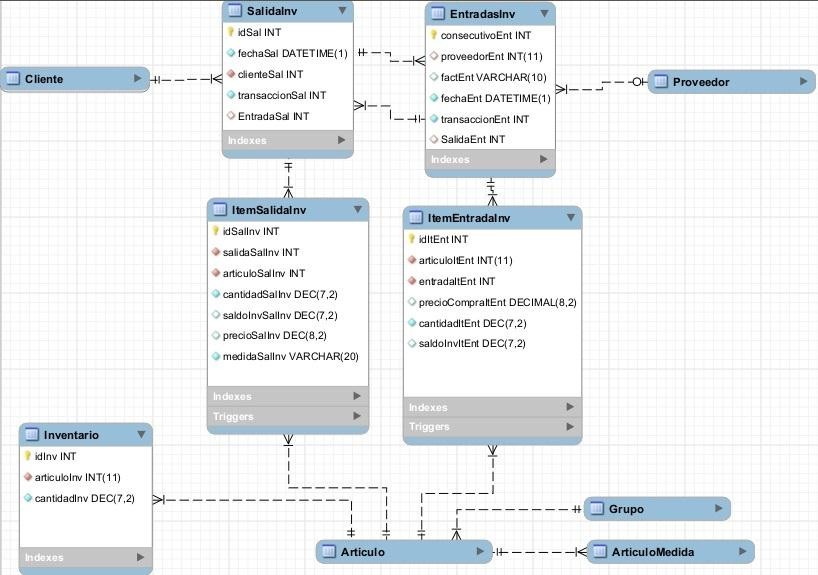 SalidaInv
idSal INT
fechaSal DATETIME(1)
clienteSal INT
transaccionSal INT
EntradaSal INT
Indexes
EntradasInv
consecutivoEnt INT
proveedorEnt INT(11)
factEnt VARCHAR(10)
fechaEnt DATETIME(1)
transaccionEnt INT
SalidaEnt INT
Indexes
Cliente
Proveedor
ItemSalidaInv
idSalInv INT
salidaSalInv INT
articuloSalInv INT
cantidadSalInv DEC(7,2)
saldoInvSalInv DEC(7,2)
precioSalInv DEC(8,2)
medidaSalInv VARCHAR(20)
Indexes
Triggers
ItemEntradaInv
idItEnt INT
articuloItEnt INT(11)
entradaItEnt INT
precioCompraItEnt DECIMAL(8,2)
cantidadItEnt DEC(7,2)
saldoInvItEnt DEC(7,2)
Indexes
Triggers
Inventario
idInv INT
articuloInv INT(11)
cantidadInv DEC(7,2)
Indexes
Grupo
Articulo
ArticuloMedida